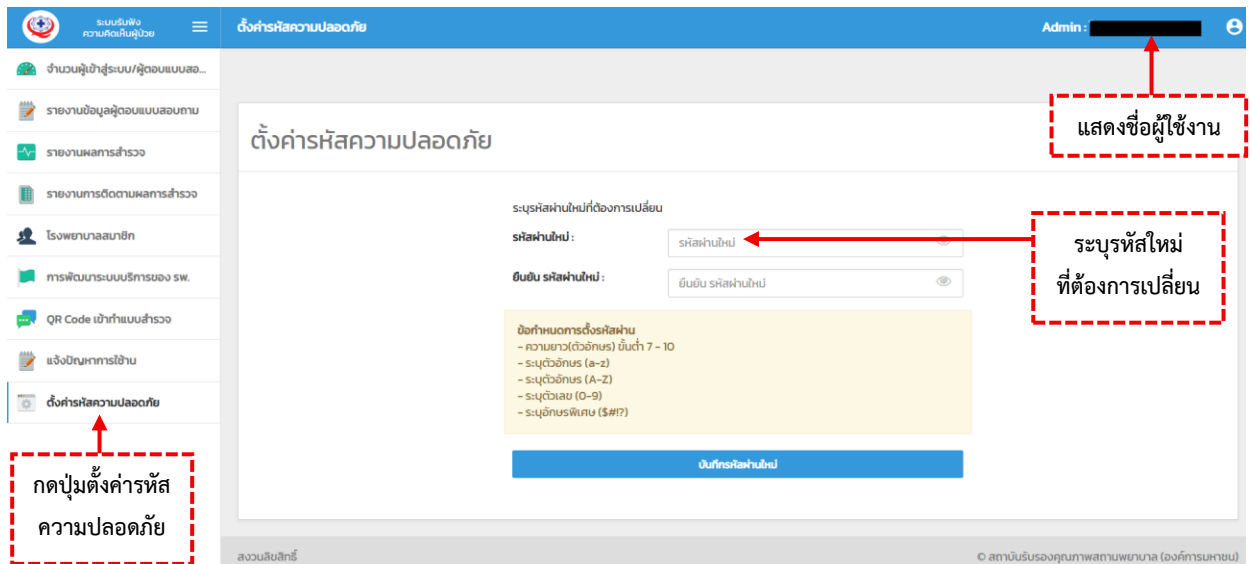 ระบบรับฟัง
ความคิดเห็นผู้ป่วย
ตั้งค่ารหัสความปลอดภัย
Admin :
จำนวนผู้เข้าสู่ระบบ/ผู้ตอบแบบสอ...
รายงานข้อมูลผู้ตอบแบบสอบถาม
รายงานผลการสำรวจ
รายงานการติดตามผลการสำรวจ
โรงพยาบาลสมาชิก
การพัฒนาระบบบริการของ รพ.
QR Code เข้าทำแบบสำรวจ
แจ้งปัญหาการใช้าน
ตั้งค่ารหัสความปลอดภัย
กดปุ่มตั้งค่ารหัส
ความปลอดภัย
แสดงชื่อผู้ใช้งาน
ตั้งค่ารหัสความปลอดภัย
ระบุรหัสผ่านใหม่ที่ต้องการเปลี่ยน
รหัสผ่านใหม่ :
รหัสผ่านใหม่
ยืนยัน รหัสผ่านใหม่ :
ยืนยัน รหัสผ่านใหม่
ระบุรหัสใหม่
ที่ต้องการเปลี่ยน
ข้อกำหนดการตั้งรหัสผ่าน
- ความยาว(ตัวอักษร) ขั้นต่ำ 7 - 10
- ระบุตัวอักษร (a-z)
- ระบุตัวอักษร (A-Z)
- ระบุตัวเลข (0-9)
- ระบุอักษรพิเศษ ($#!?)
บันทึกรหัสผ่านใหม่
สงวนลิขสิทธิ์
© สถาบันรับรองคุณภาพสถานพยาบาล (องค์การมหาชน)